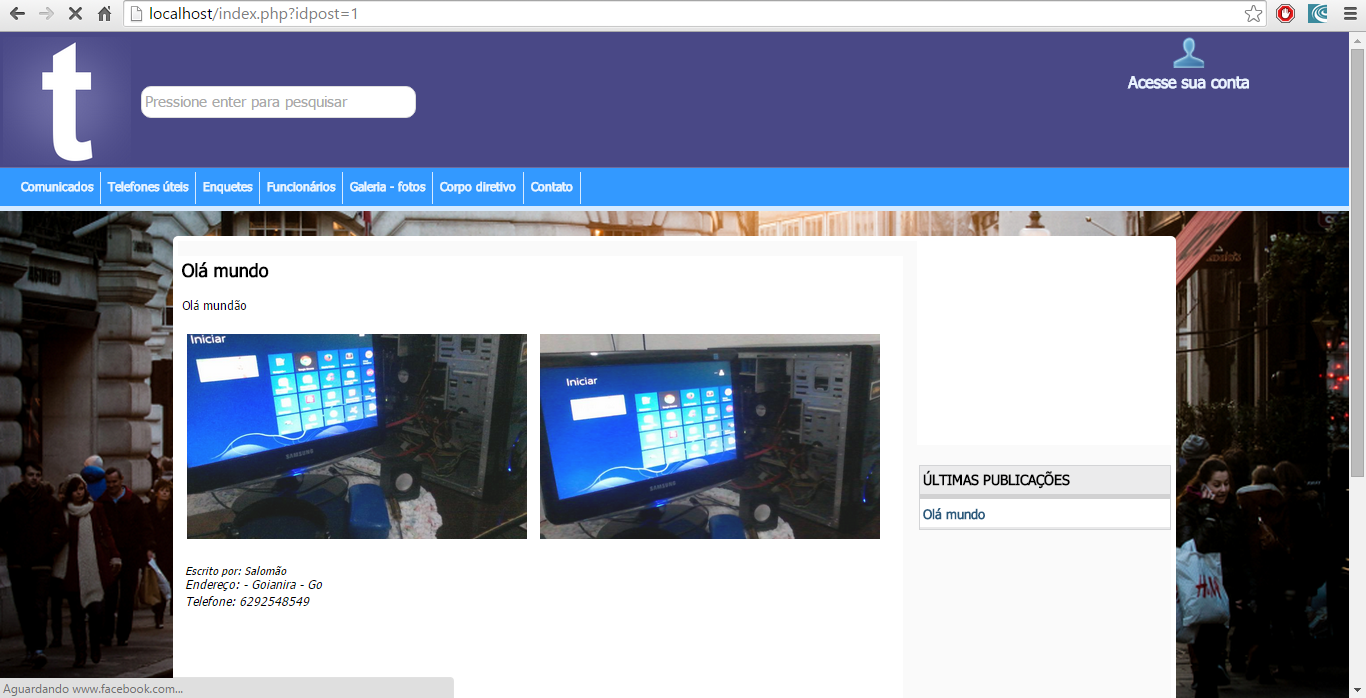 localhost/index.php?idpost=1
t
Pressione enter para pesquisar
Acesse sua conta
Comunicados
Telefones úteis
Enquetes
Funcionários
Galeria - fotos
Corpo diretivo
Contato
Olá mundo
Olá mundão
Iniciar
SAMSUNG
Iniciar
SAMSUNG
ÚLTIMAS PUBLICAÇÕES
Olá mundo
H&M
Escrito por: Salomão
Endereço: - Goianira - Go
Telefone: 6292548549
Aguardando www.facebook.com...